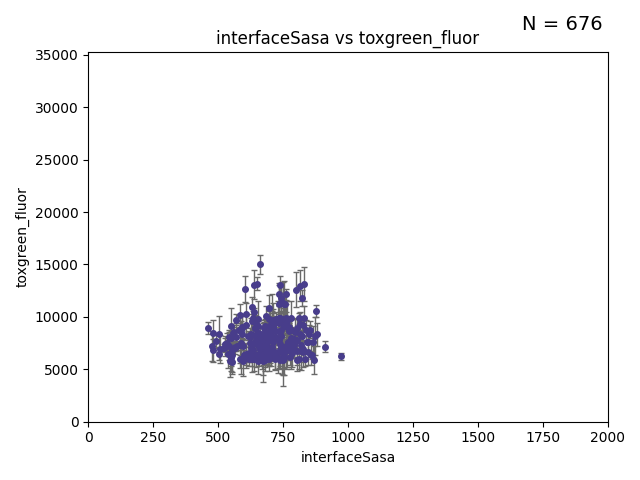 N = 676
interfaceSasa vs toxgreen_fluor
35000
30000
25000
20000
15000
10000
5000
0
toxgreen_fluor
0 250 500 750 1000 1250 1500 1750 2000
interfaceSasa